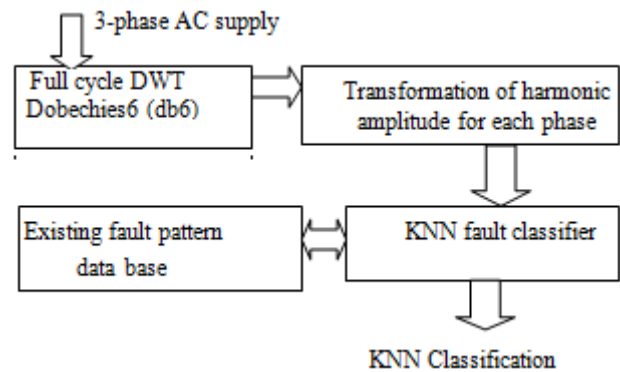 3-phase AC supply
Full cycle DWT
Dobechies6 (db6)
Transformation of harmonic
amplitude for each phase
Existing fault pattern
data base
KNN fault classifier
KNN Classification